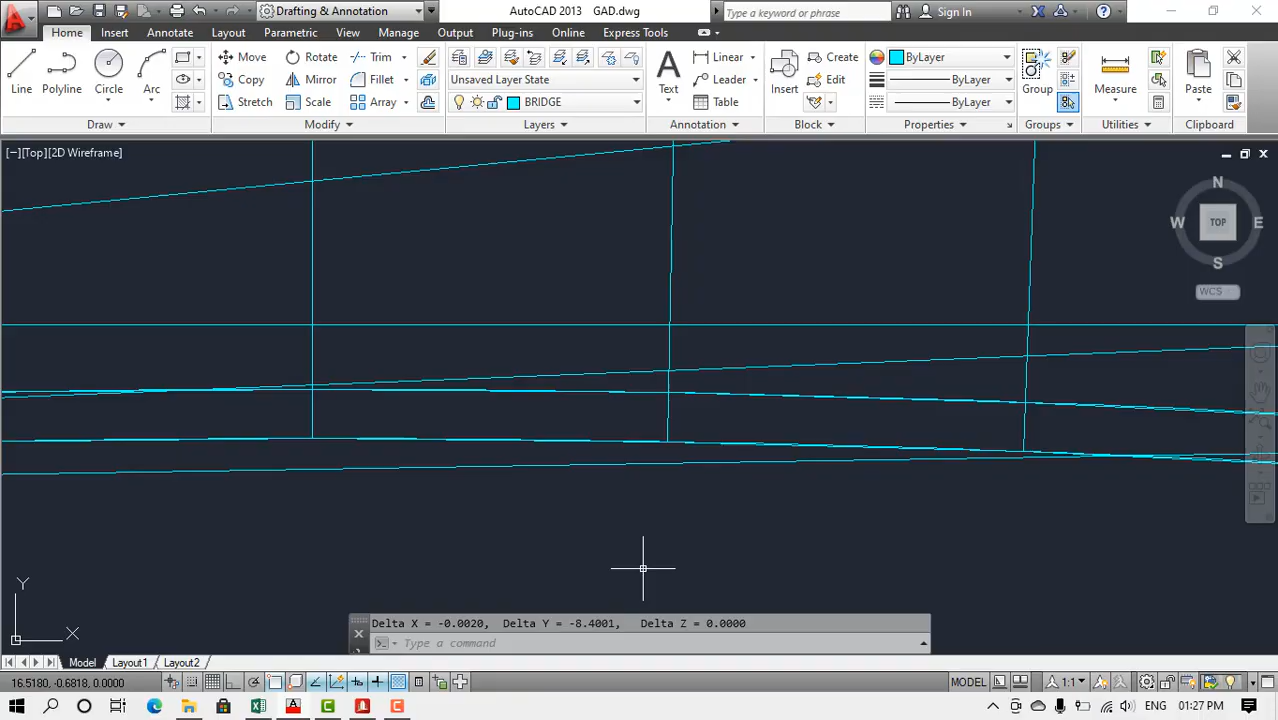 Drafting & Annotation
AutoCAD 2013 GAD.dwg
Type a keyword or phrase
Sign In
Home Insert Annotate Layout Parametric View Manage Output Plug-ins Online Express Tools
Move Rotate Trim Linear Create ByLayer
Line Polyline Circle Arc Copy Mirror Fillet Unsaved Layer State Text Leader Insert Edit ByLayer Group Measure Paste
Stretch Scale Array BRIDGE Table ByLayer
Draw Modify Layers Annotation Block Properties Groups Utilities Clipboard
[−][Top][2D Wireframe]
N
W TOP E
S
WCS
Y
X
Delta X = -0.0020, Delta Y = -8.4001, Delta Z = 0.0000
Type a command
Model Layout1 Layout2
16.5180, -0.6818, 0.0000 MODEL 1:1
ENG 01:27 PM